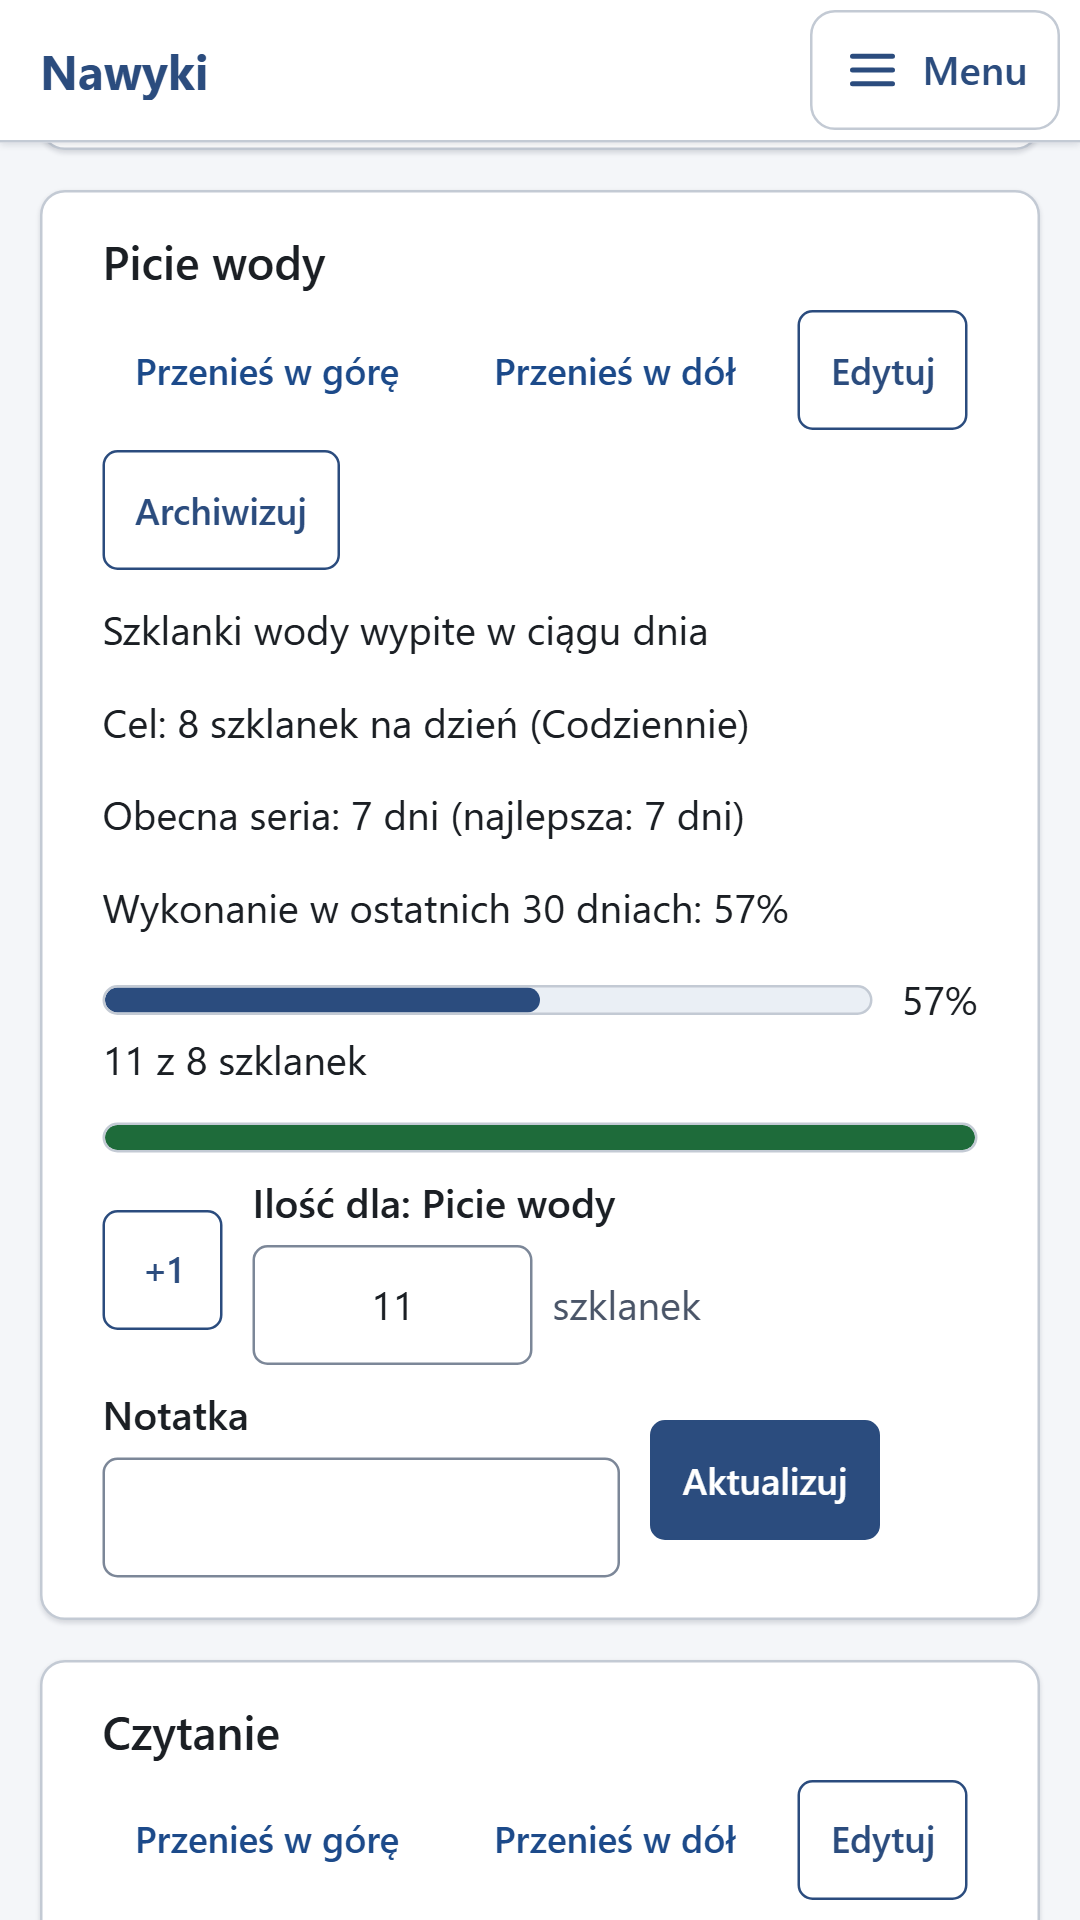 Nawyki
Menu
Picie wody
Przenieś w górę
Przenieś w dół
Edytuj
Archiwizuj
Szklanki wody wypite w ciągu dnia
Cel: 8 szklanek na dzień (Codziennie)
Obecna seria: 7 dni (najlepsza: 7 dni)
Wykonanie w ostatnich 30 dniach: 57%
57%
11 z 8 szklanek
Ilość dla: Picie wody
+1
11
szklanek
Notatka
Aktualizuj
Czytanie
Przenieś w górę
Przenieś w dół
Edytuj